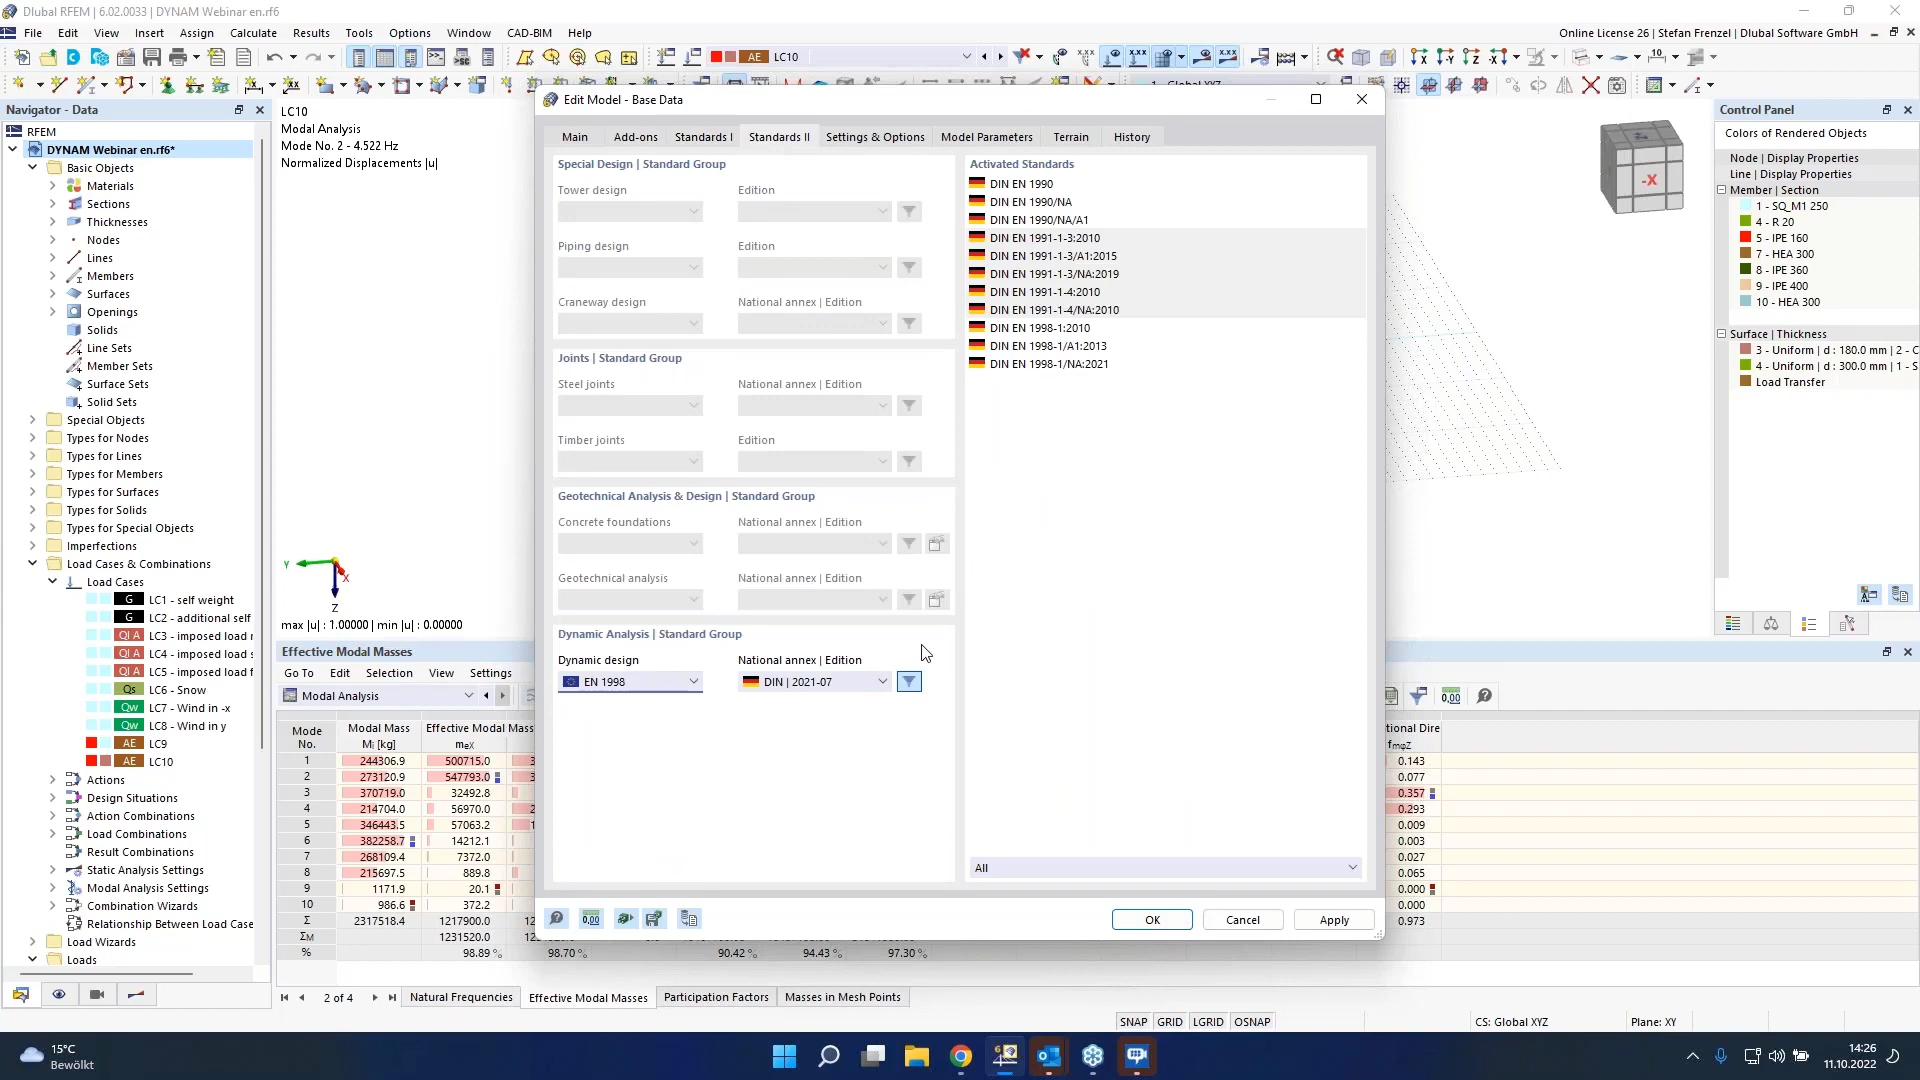 Dlubal RFEM | 6.02.0033 | DYNAM Webinar en.rf6
File Edit View Insert Assign Calculate Results Tools Options Window CAD-BIM Help
Online License 26 | Stefan Frenzel | Dlubal Software GmbH
AE LC10
Navigator - Data
RFEM
DYNAM Webinar en.rf6*
Basic Objects
Materials
Sections
Thicknesses
Nodes
Lines
Members
Surfaces
Openings
Solids
Line Sets
Member Sets
Surface Sets
Solid Sets
Special Objects
Types for Nodes
Types for Lines
Types for Members
Types for Surfaces
Types for Solids
Types for Special Objects
Imperfections
Load Cases & Combinations
Load Cases
G LC1 - self weight
G LC2 - additional self
QI A LC3 - imposed load r
QI A LC4 - imposed load s
QI A LC5 - imposed load f
Qs LC6 - Snow
Qw LC7 - Wind in -x
Qw LC8 - Wind in y
AE LC9
AE LC10
Actions
Design Situations
Action Combinations
Load Combinations
Result Combinations
Static Analysis Settings
Modal Analysis Settings
Combination Wizards
Relationship Between Load Case
Load Wizards
Loads
LC10
Modal Analysis
Mode No. 2 - 4.522 Hz
Normalized Displacements |u|
Y
X
Z
max |u| : 1.00000 | min |u| : 0.00000
Edit Model - Base Data
Main Add-ons Standards I Standards II Settings & Options Model Parameters Terrain History
Special Design | Standard Group
Tower design Edition
Piping design Edition
Craneway design National annex | Edition
Joints | Standard Group
Steel joints National annex | Edition
Timber joints Edition
Geotechnical Analysis & Design | Standard Group
Concrete foundations National annex | Edition
Geotechnical analysis National annex | Edition
Dynamic Analysis | Standard Group
Dynamic design National annex | Edition
EN 1998 DIN | 2021-07
Activated Standards
DIN EN 1990
DIN EN 1990/NA
DIN EN 1990/NA/A1
DIN EN 1991-1-3:2010
DIN EN 1991-1-3/A1:2015
DIN EN 1991-1-3/NA:2019
DIN EN 1991-1-4:2010
DIN EN 1991-1-4/NA:2010
DIN EN 1998-1:2010
DIN EN 1998-1/A1:2013
DIN EN 1998-1/NA:2021
All
OK Cancel Apply
Control Panel
Colors of Rendered Objects
Node | Display Properties
Line | Display Properties
Member | Section
1 - SQ_M1 250
4 - R 20
5 - IPE 160
7 - HEA 300
8 - IPE 360
9 - IPE 400
10 - HEA 300
Surface | Thickness
3 - Uniform | d : 180.0 mm | 2 - C
4 - Uniform | d : 300.0 mm | 1 - S
Load Transfer
-X
Effective Modal Masses
Go To Edit Selection View Settings
Modal Analysis
Mode Modal Mass Effective Modal Mass tional Dire
No. Mi [kg] meX fmφZ
1 244306.9 500715.0 0.143
2 273120.9 547793.0 0.077
3 370719.0 32492.8 0.357
4 214704.0 56970.0 0.293
5 346443.5 57063.2 0.009
6 382258.7 14212.1 0.003
7 268109.4 7372.0 0.027
8 215697.5 889.8 0.065
9 1171.9 20.1 0.000
10 986.6 372.2 0.000
Σ 2317518.4 1217900.0 0.973
ΣM 1231520.0
% 98.89 % 98.70 % 90.42 % 94.43 % 97.30 %
2 of 4 Natural Frequencies Effective Modal Masses Participation Factors Masses in Mesh Points
SNAP GRID LGRID OSNAP CS: Global XYZ Plane: XY
15°C
Bewölkt
14:26
11.10.2022